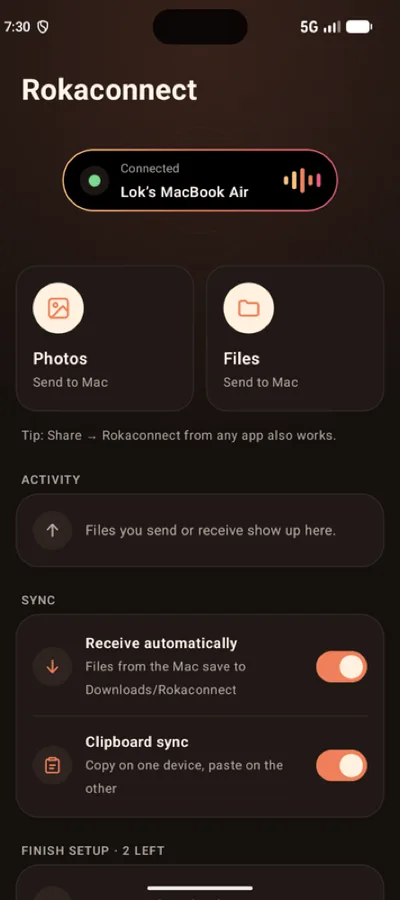 7:30
5G
Rokaconnect
Connected
Lok's MacBook Air
Photos
Send to Mac
Files
Send to Mac
Tip: Share → Rokaconnect from any app also works.
ACTIVITY
Files you send or receive show up here.
SYNC
Receive automatically
Files from the Mac save to
Downloads/Rokaconnect
Clipboard sync
Copy on one device, paste on the
other
FINISH SETUP · 2 LEFT